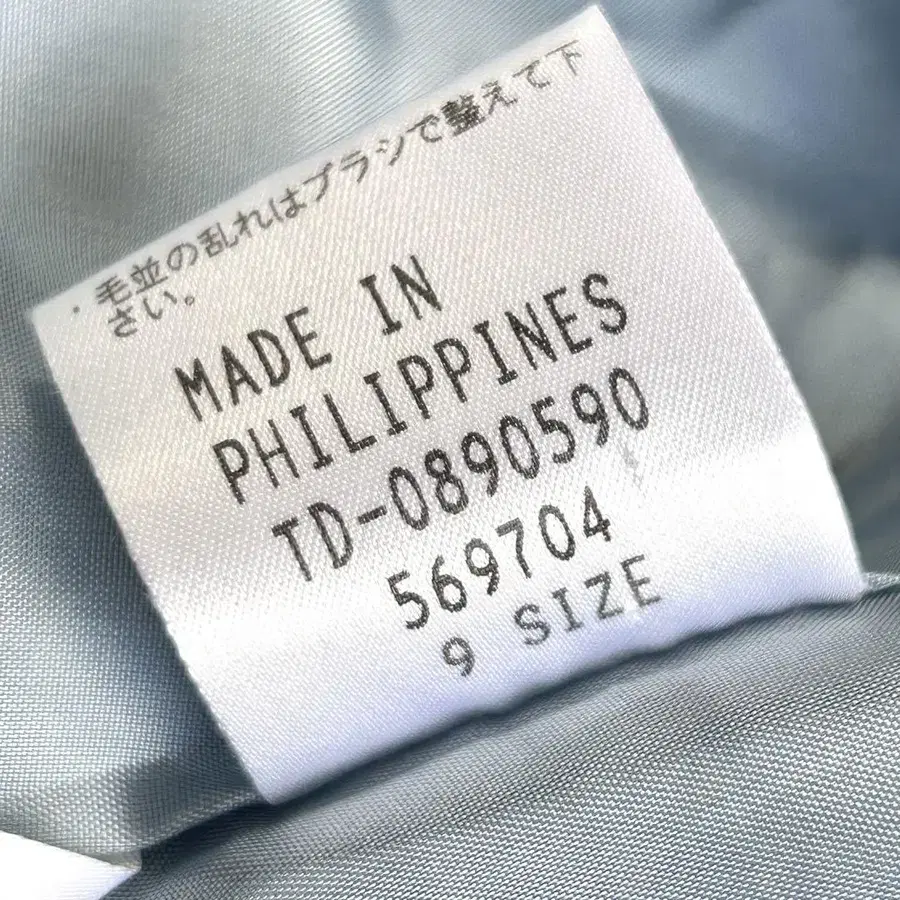 ・毛並の乱れはブラシで整えて下
さい。
MADE IN
PHILIPPINES
TD-0890590
569704
9 SIZE